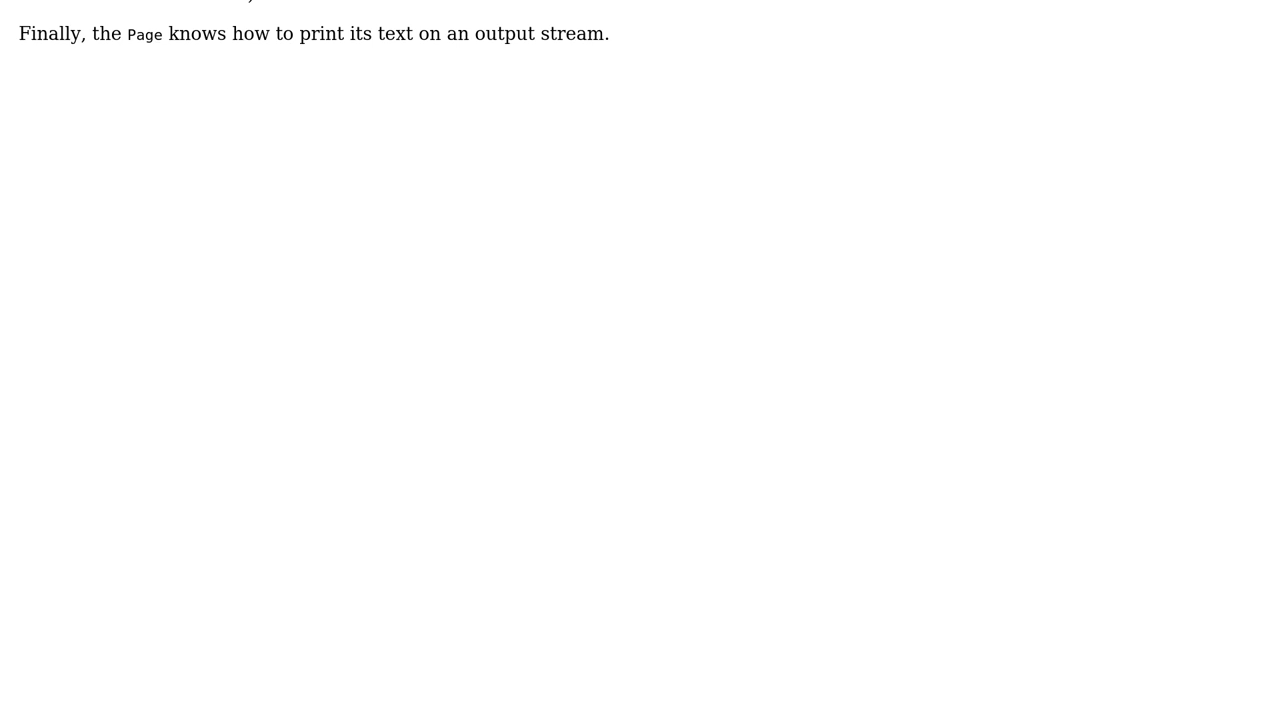 Finally, the Page knows how to print its text on an output stream.